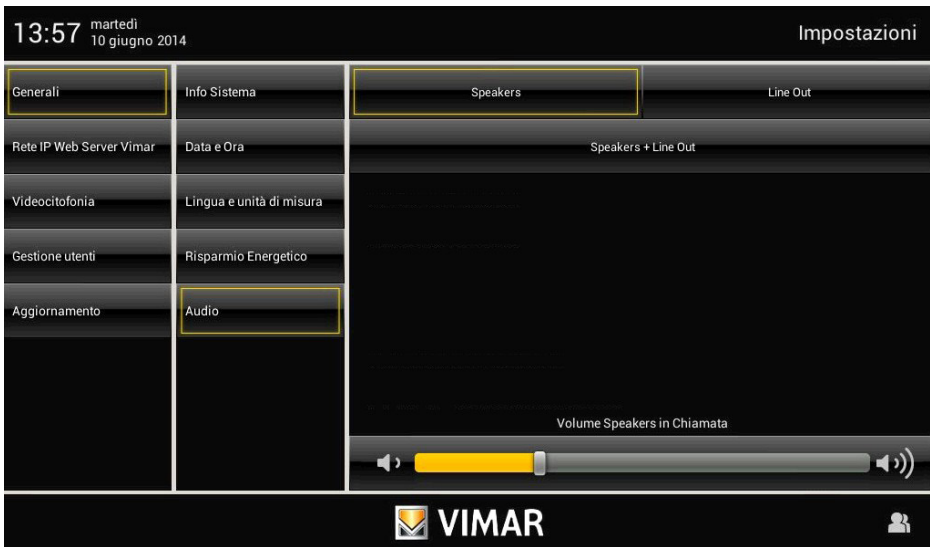 13:57
martedì
10 giugno 2014
Impostazioni
Generali
Rete IP Web Server Vimar
Videocitofonia
Gestione utenti
Aggiornamento
Info Sistema
Data e Ora
Lingua e unità di misura
Risparmio Energetico
Audio
Speakers
Line Out
Speakers + Line Out
Volume Speakers in Chiamata
VIMAR